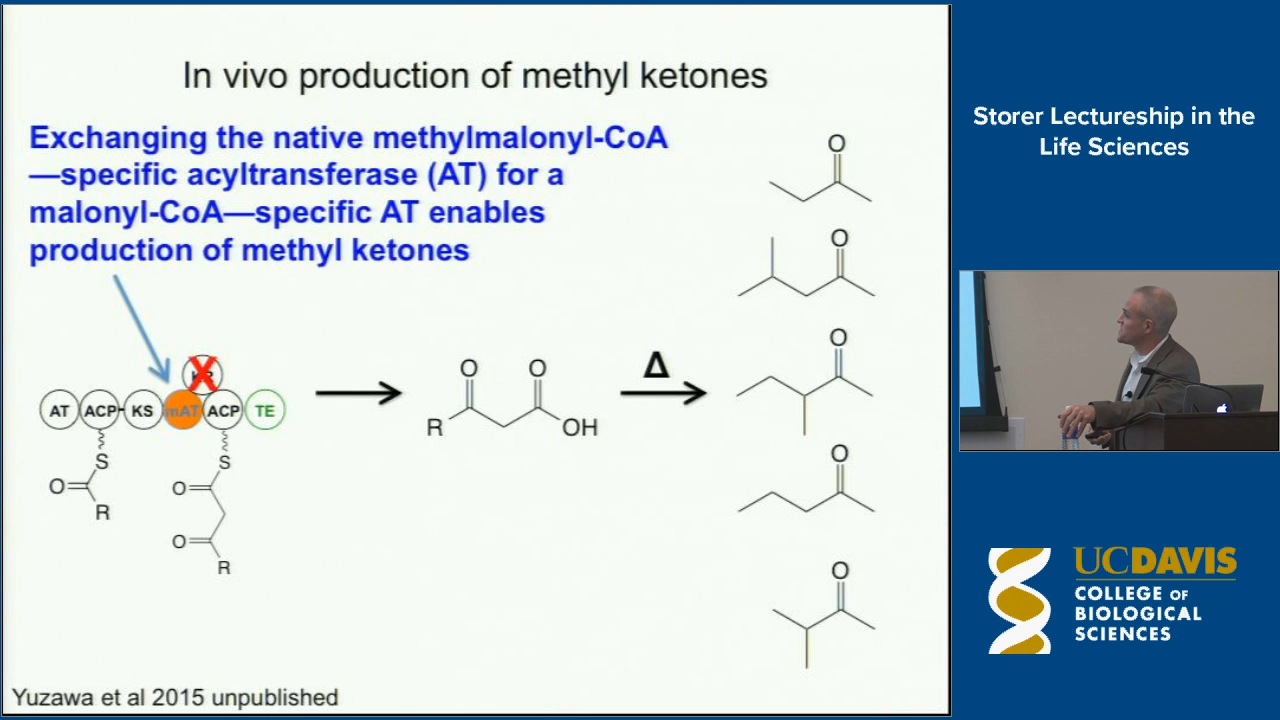 In vivo production of methyl ketones
Exchanging the native methylmalonyl-CoA
—specific acyltransferase (AT) for a
malonyl-CoA—specific AT enables
production of methyl ketones
AT ACP KS mAT ACP TE
S
O
R
S
O
O
R
O O
R OH
Δ
O
O
O
O
O
Yuzawa et al 2015 unpublished
Storer Lectureship in the
Life Sciences
UCDAVIS
COLLEGE OF
BIOLOGICAL
SCIENCES